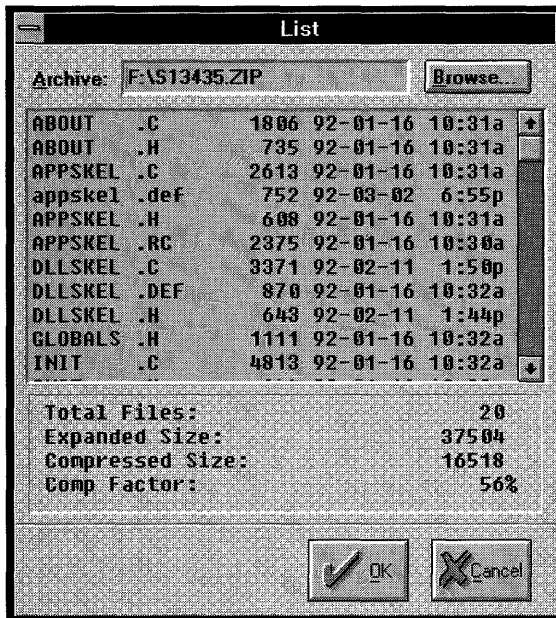 List
Archive: F:\S13435.ZIP Browse...
ABOUT .C 1806 92-01-16 10:31a
ABOUT .H 735 92-01-16 10:31a
APPSKEL .C 2613 92-01-16 10:31a
appskel .def 752 92-03-02 6:55p
APPSKEL .H 608 92-01-16 10:31a
APPSKEL .RC 2375 92-01-16 10:30a
DLLSKEL .C 3371 92-02-11 1:50p
DLLSKEL .DEF 870 92-01-16 10:32a
DLLSKEL .H 643 92-02-11 1:44p
GLOBALS .H 1111 92-01-16 10:32a
INIT .C 4813 92-01-16 10:32a
Total Files: 20
Expanded Size: 37504
Compressed Size: 16518
Comp Factor: 56%
OK Cancel